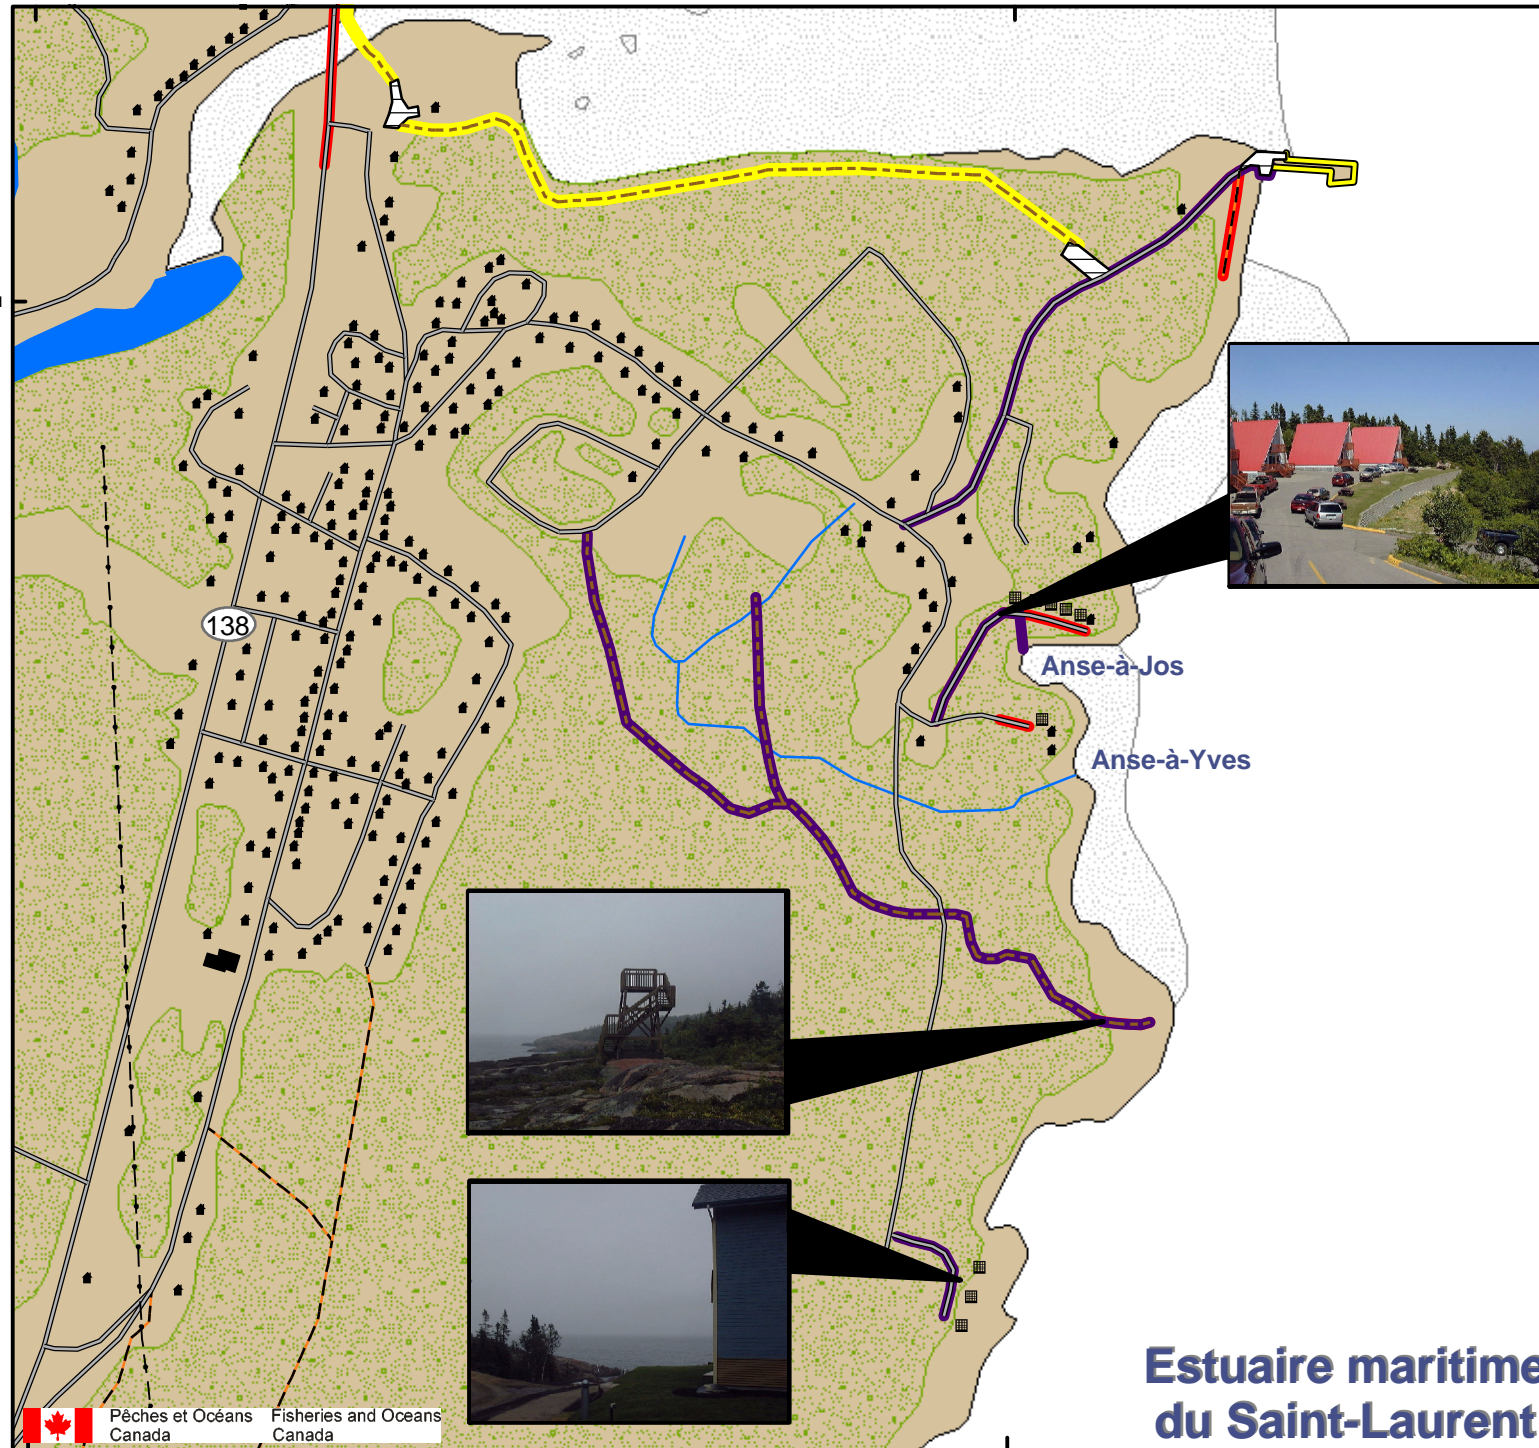 138
Anse-à-Jos
Anse-à-Yves
Estuaire maritime
du Saint-Laurent
Pêches et Océans
Canada
Fisheries and Oceans
Canada